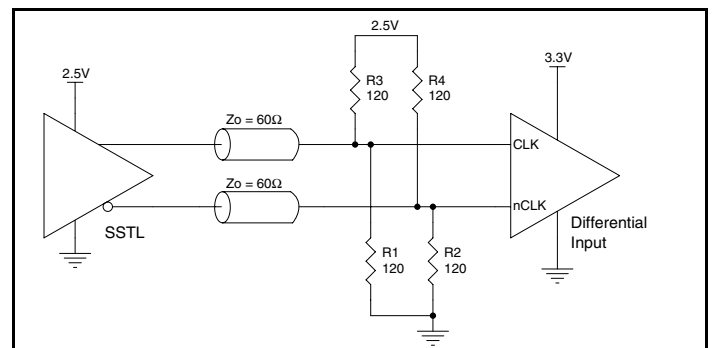 2.5V
3.3V
2.5V
R3
120
R4
120
Zo = 60Ω
CLK
Zo = 60Ω
nCLK
SSTL
Differential
Input
R1
120
R2
120